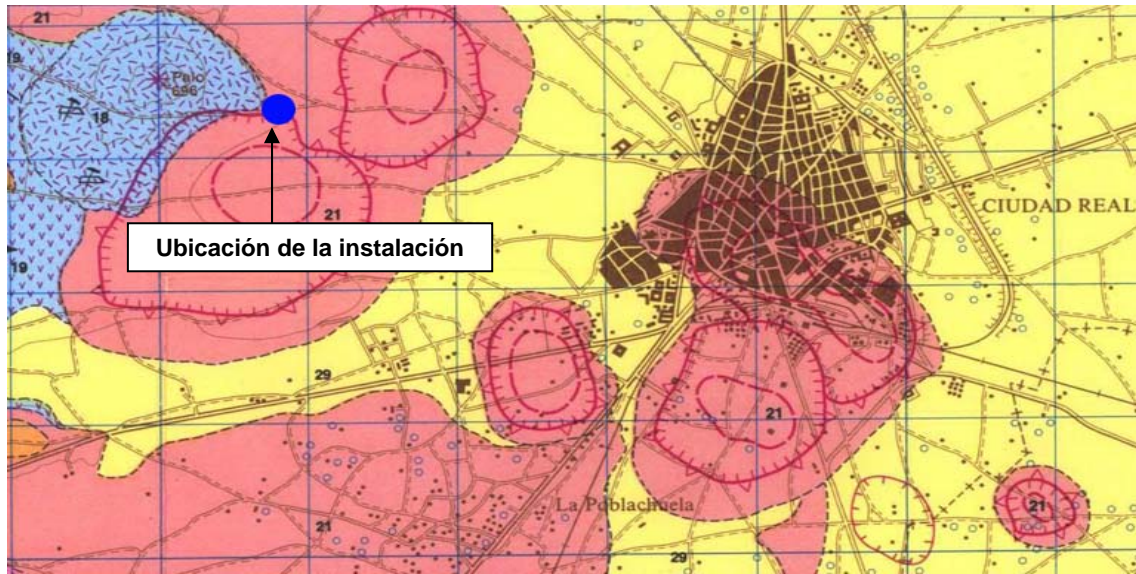 21
19
Palo
696
18
21
CIUDAD REAL
Ubicación de la instalación
19
29
21
21
La Poblachuela
21
29